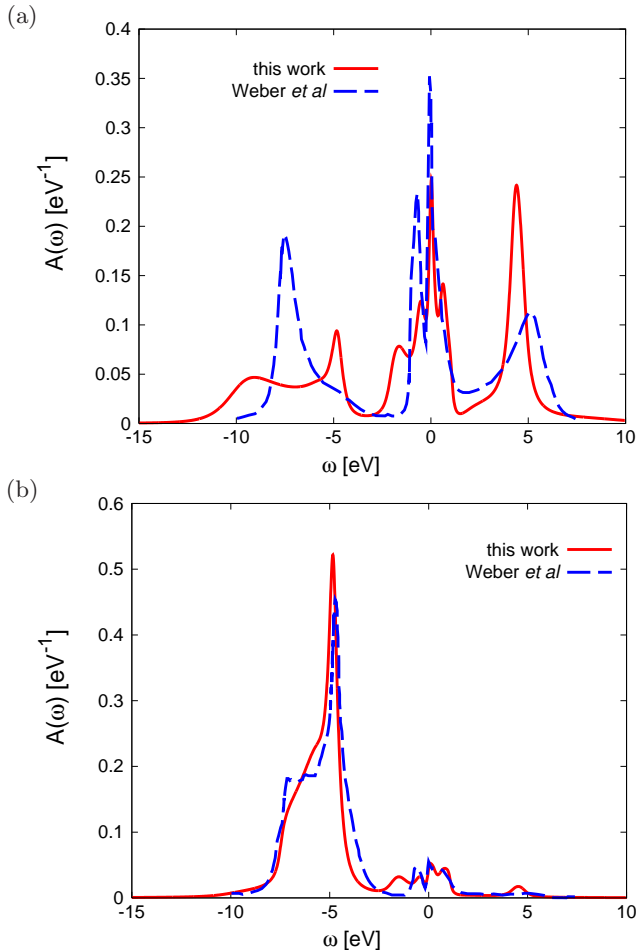 (a)
0.4
0.35
0.3
0.25
0.2
0.15
0.1
0.05
0
A(ω) [eV⁻¹]
this work
Weber et al
-15 -10 -5 0 5 10
ω [eV]
(b)
0.6
0.5
0.4
0.3
0.2
0.1
0
A(ω) [eV⁻¹]
this work
Weber et al
-15 -10 -5 0 5 10
ω [eV]